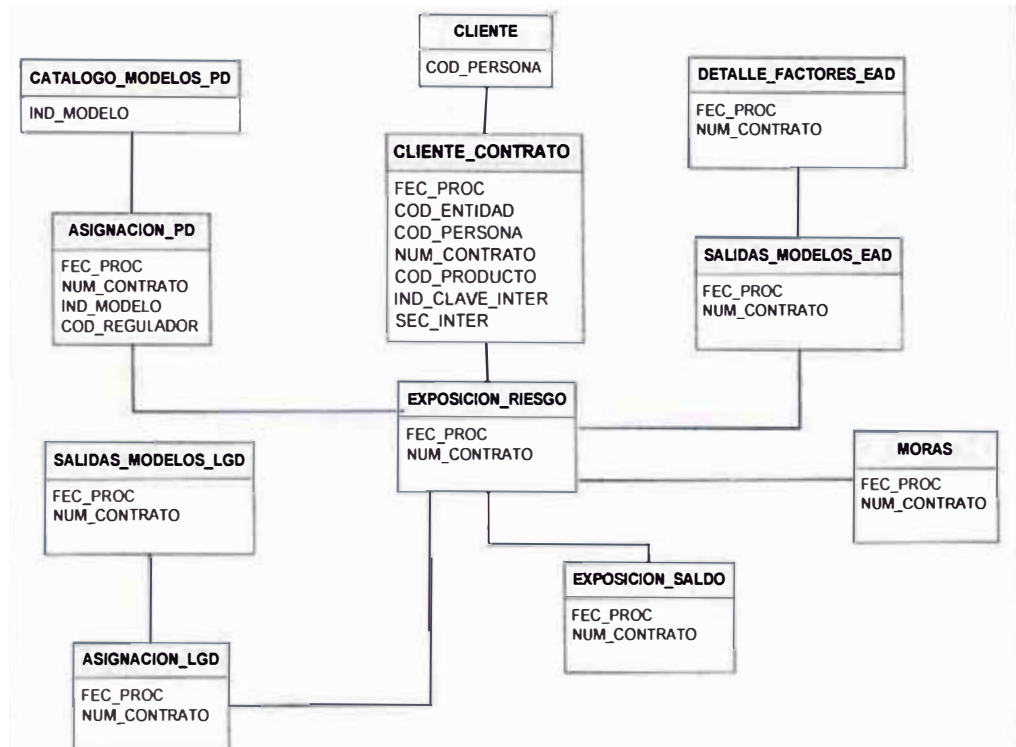 CLIENTE
COD_PERSONA
CATALOGO_MODELOS_PD
IND_MODELO
DETALLE_FACTORES_EAD
FEC_PROC
NUM_CONTRATO
CLIENTE_CONTRATO
FEC_PROC
COD_ENTIDAD
COD_PERSONA
NUM_CONTRATO
COD_PRODUCTO
IND_CLAVE_INTER
SEC_INTER
ASIGNACION_PD
FEC_PROC
NUM_CONTRATO
IND_MODELO
COD_REGULADOR
SALIDAS_MODELOS_EAD
FEC_PROC
NUM_CONTRATO
EXPOSICION_RIESGO
FEC_PROC
NUM_CONTRATO
SALIDAS_MODELOS_LGD
FEC_PROC
NUM_CONTRATO
MORAS
FEC_PROC
NUM_CONTRATO
EXPOSICION_SALDO
FEC_PROC
NUM_CONTRATO
ASIGNACION_LGD
FEC_PROC
NUM_CONTRATO